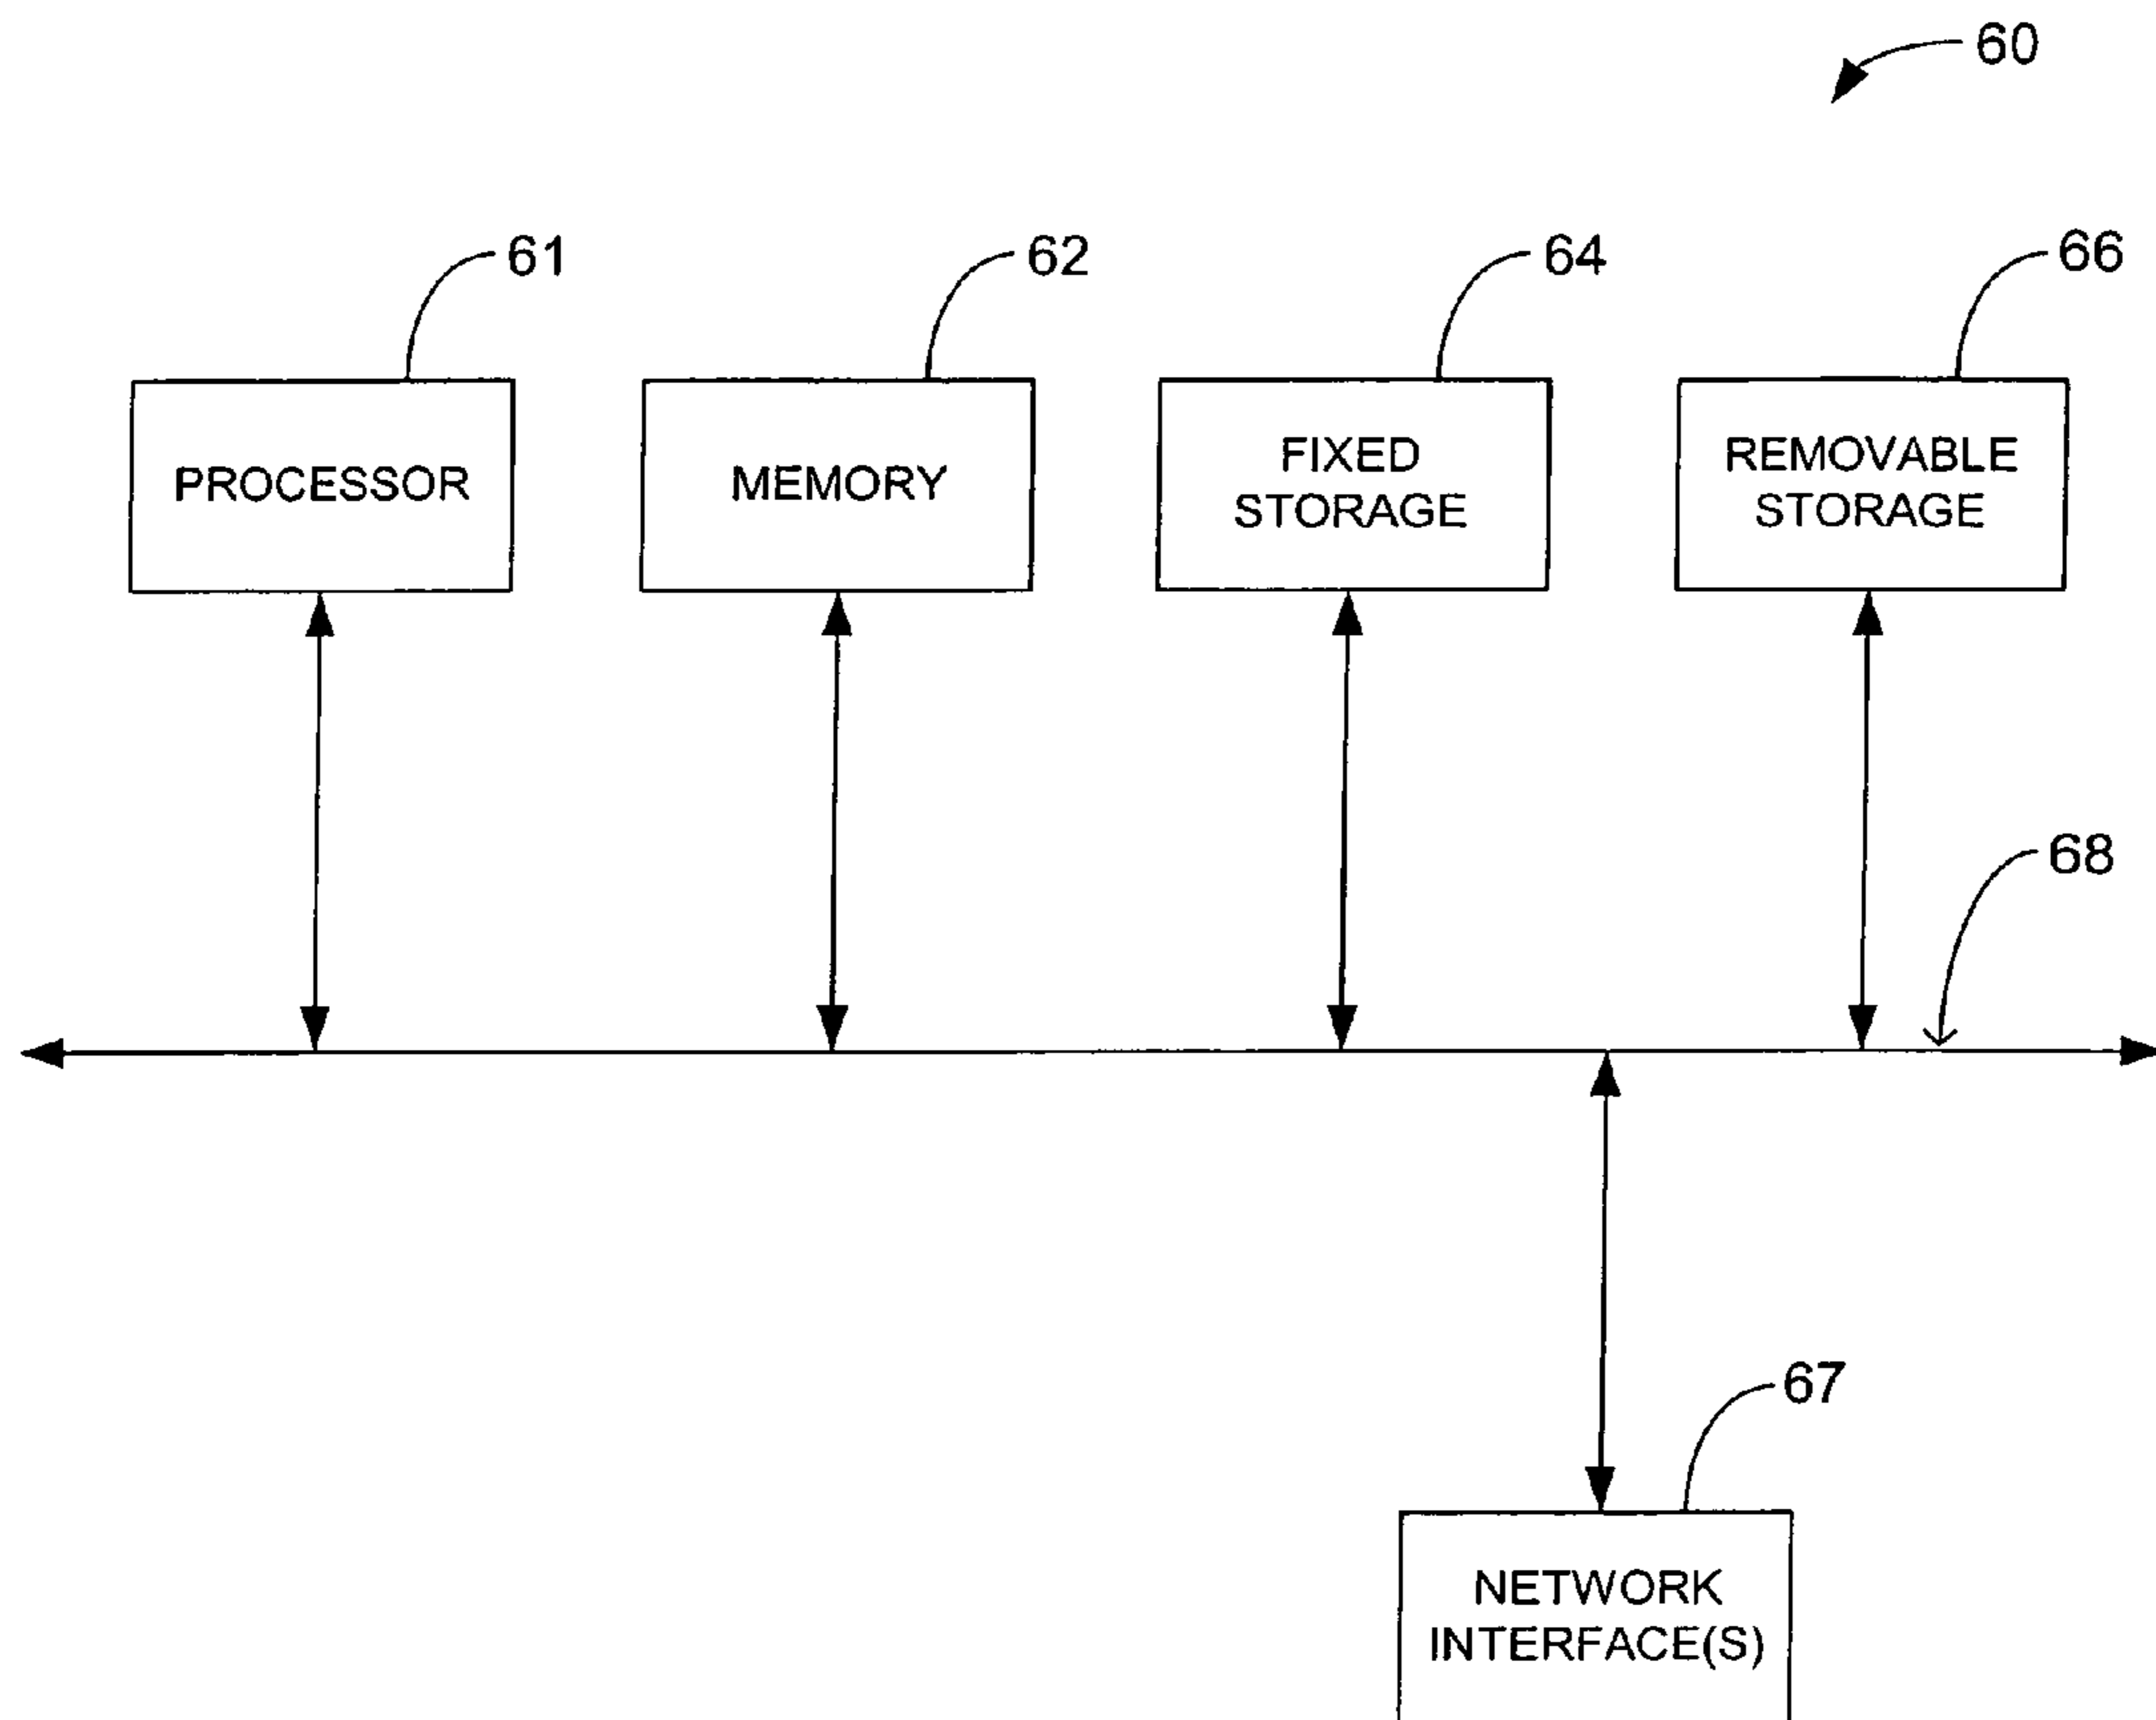 60
61
62
64
66
PROCESSOR
MEMORY
FIXED
STORAGE
REMOVABLE
STORAGE
68
67
NETWORK
INTERFACE(S)